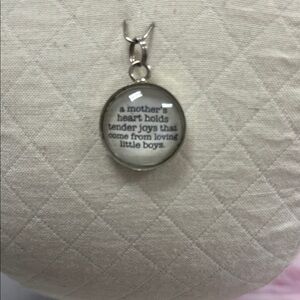 a mother's
heart holds
tender joys that
come from loving
little boys.